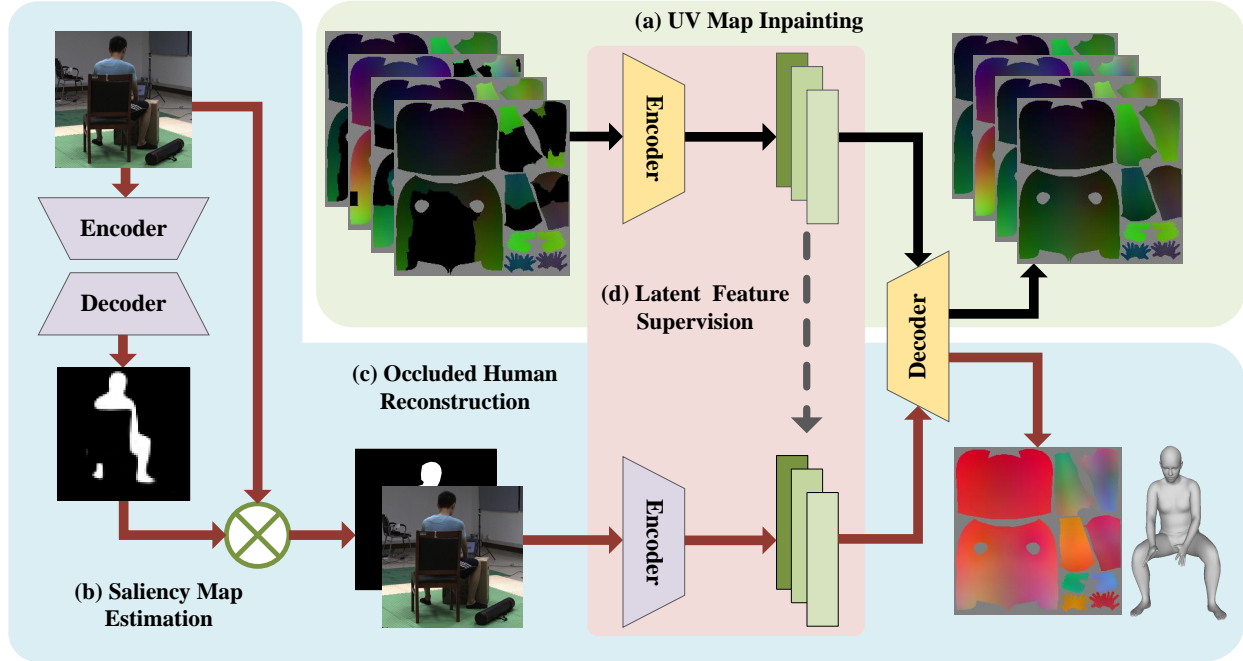 (a) UV Map Inpainting
Encoder
Encoder
Decoder
(d) Latent Feature
Supervision
Decoder
(c) Occluded Human
Reconstruction
Encoder
(b) Saliency Map
Estimation